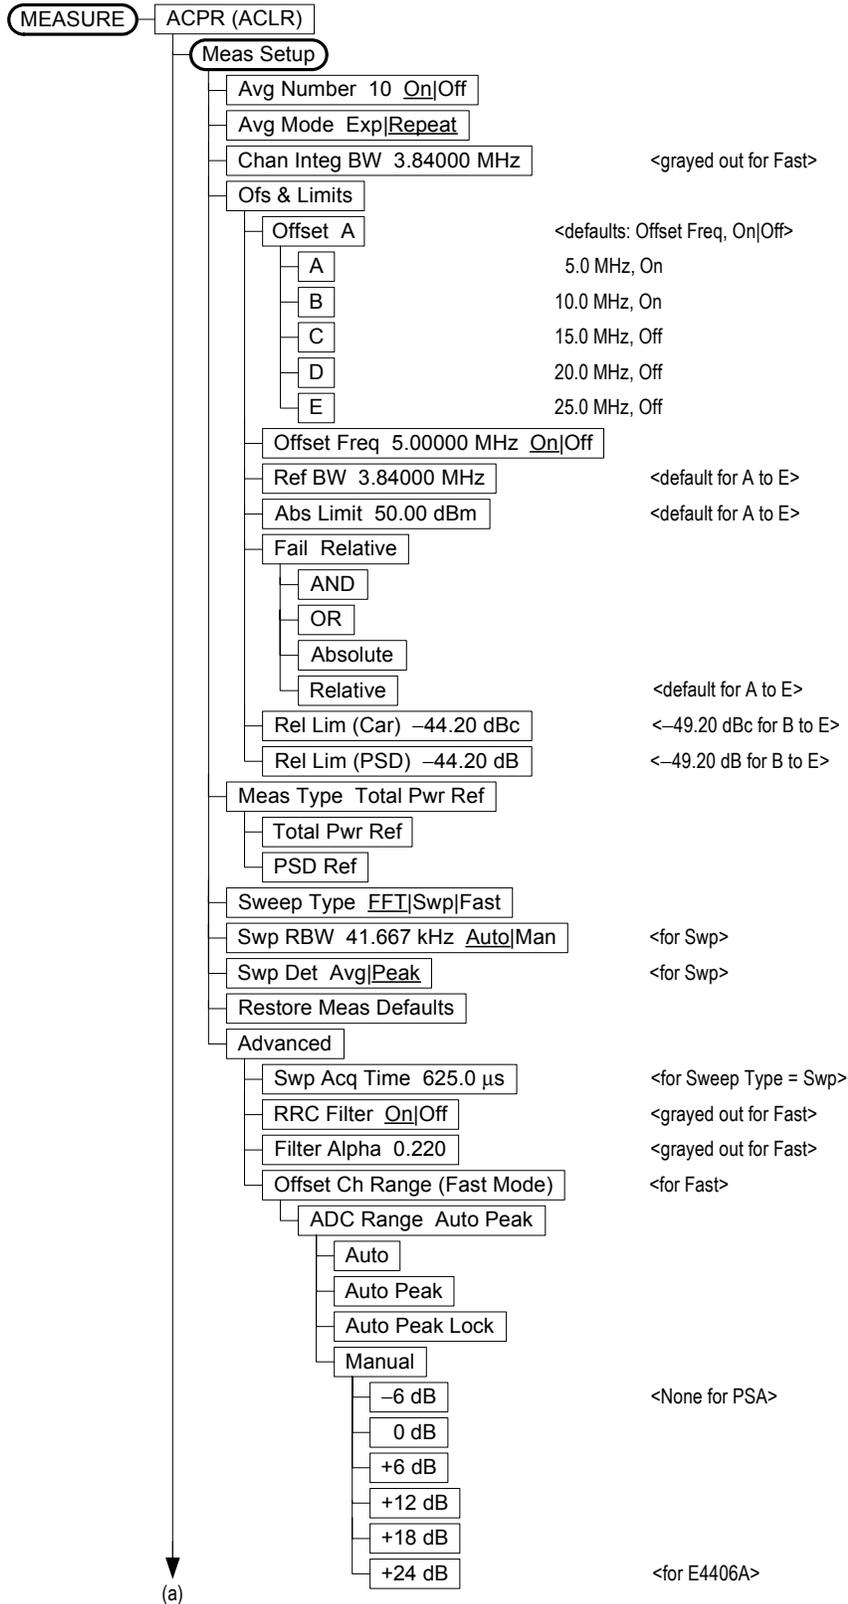 MEASURE ACPR (ACLR)
Meas Setup
Avg Number 10 On|Off
Avg Mode Exp|Repeat
Chan Integ BW 3.84000 MHz <grayed out for Fast>
Ofs & Limits
Offset A <defaults: Offset Freq, On|Off>
A 5.0 MHz, On
B 10.0 MHz, On
C 15.0 MHz, Off
D 20.0 MHz, Off
E 25.0 MHz, Off
Offset Freq 5.00000 MHz On|Off
Ref BW 3.84000 MHz <default for A to E>
Abs Limit 50.00 dBm <default for A to E>
Fail Relative
AND
OR
Absolute
Relative <default for A to E>
Rel Lim (Car) –44.20 dBc <–49.20 dBc for B to E>
Rel Lim (PSD) –44.20 dB <–49.20 dB for B to E>
Meas Type Total Pwr Ref
Total Pwr Ref
PSD Ref
Sweep Type FFT|Swp|Fast
Swp RBW 41.667 kHz Auto|Man <for Swp>
Swp Det Avg|Peak <for Swp>
Restore Meas Defaults
Advanced
Swp Acq Time 625.0 μs <for Sweep Type = Swp>
RRC Filter On|Off <grayed out for Fast>
Filter Alpha 0.220 <grayed out for Fast>
Offset Ch Range (Fast Mode) <for Fast>
ADC Range Auto Peak
Auto
Auto Peak
Auto Peak Lock
Manual
–6 dB <None for PSA>
0 dB
+6 dB
+12 dB
+18 dB
+24 dB <for E4406A>
(a)